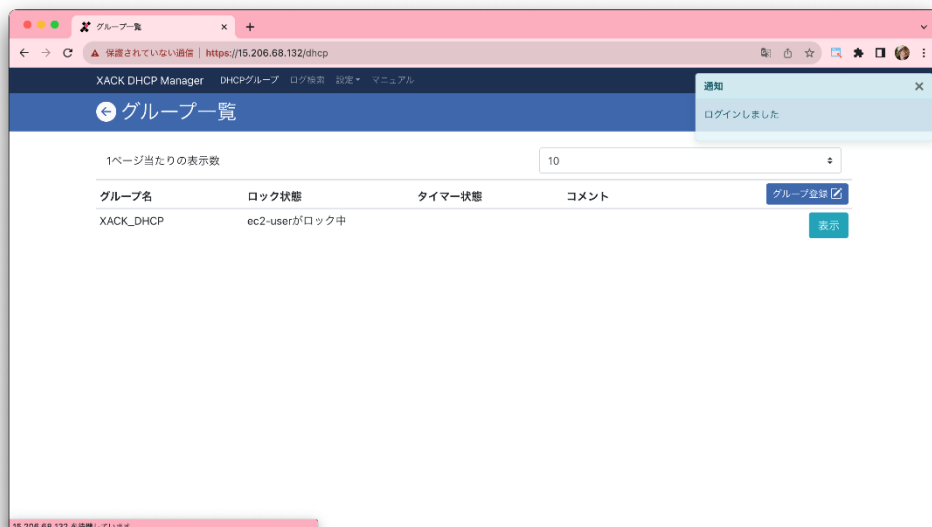 グループ一覧
保護されていない通信 https://15.206.68.132/dhcp
XACK DHCP Manager DHCPグループ ログ検索 設定 マニュアル
通知
グループ一覧
ログインしました
1ページ当たりの表示数 10
グループ名 ロック状態 タイマー状態 コメント グループ登録
XACK_DHCP ec2-userがロック中 表示
15.206.68.132